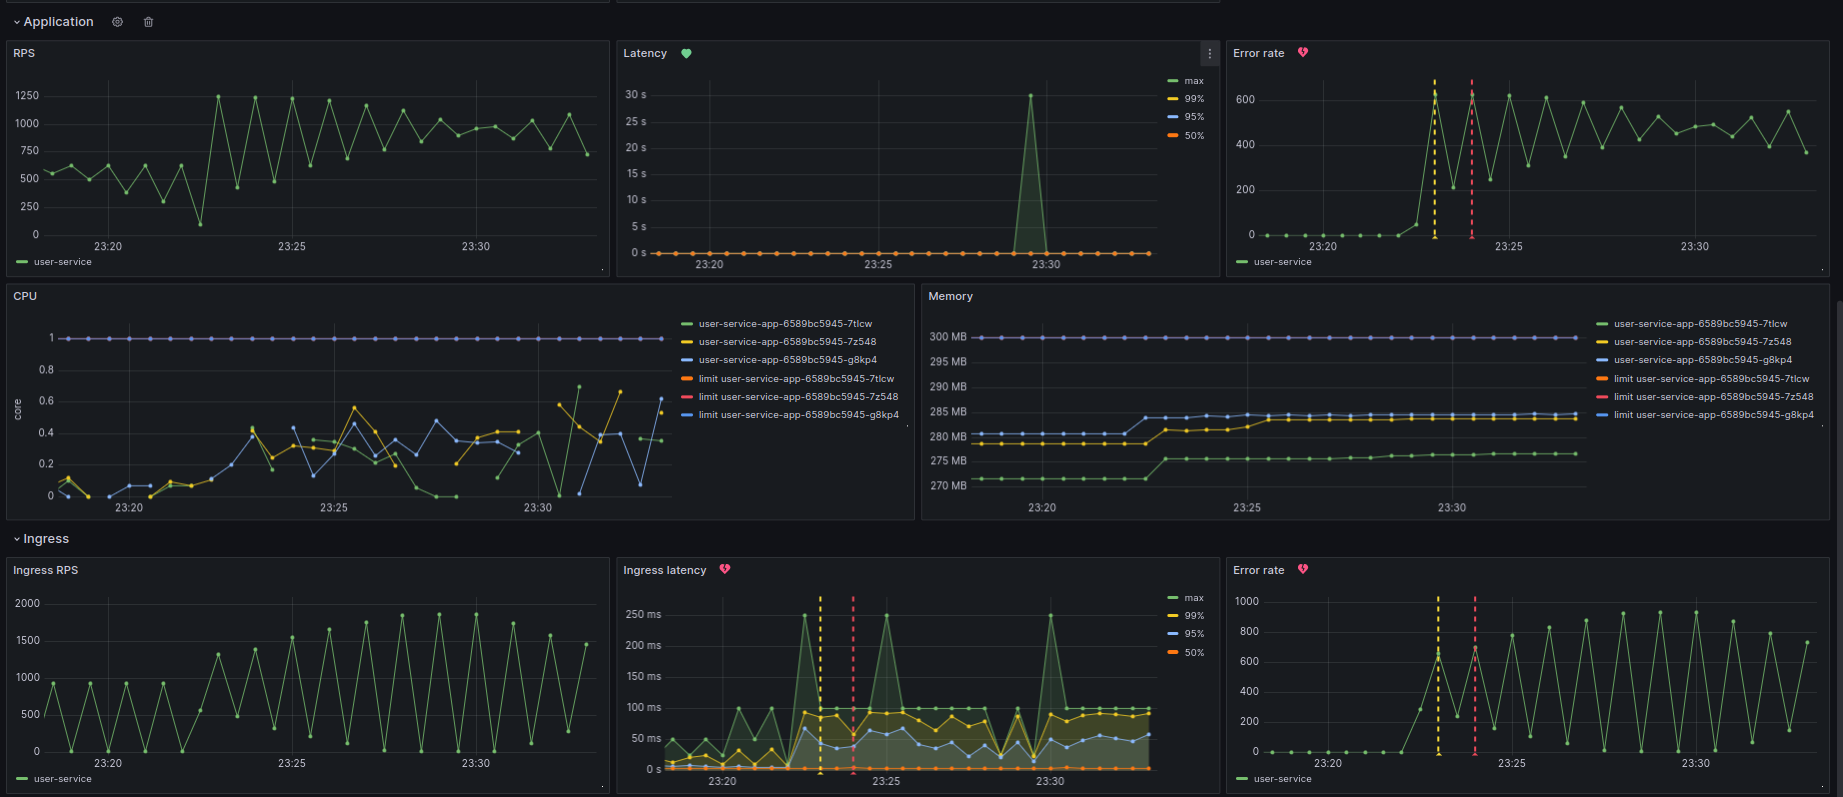 Application
RPS
1250
1000
750
500
250
0
23:20 23:25 23:30
user-service
Latency
30 s
25 s
20 s
15 s
10 s
5 s
0 s
23:20 23:25 23:30
max
99%
95%
50%
Error rate
600
400
200
0
23:20 23:25 23:30
user-service
CPU
core
1
0.8
0.6
0.4
0.2
0
23:20 23:25 23:30
user-service-app-6589bc5945-7tlcw
user-service-app-6589bc5945-7z548
user-service-app-6589bc5945-g8kp4
limit user-service-app-6589bc5945-7tlcw
limit user-service-app-6589bc5945-7z548
limit user-service-app-6589bc5945-g8kp4
Memory
300 MB
295 MB
290 MB
285 MB
280 MB
275 MB
270 MB
23:20 23:25 23:30
user-service-app-6589bc5945-7tlcw
user-service-app-6589bc5945-7z548
user-service-app-6589bc5945-g8kp4
limit user-service-app-6589bc5945-7tlcw
limit user-service-app-6589bc5945-7z548
limit user-service-app-6589bc5945-g8kp4
Ingress
Ingress RPS
2000
1500
1000
500
0
23:20 23:25 23:30
user-service
Ingress latency
250 ms
200 ms
150 ms
100 ms
50 ms
0 s
23:20 23:25 23:30
max
99%
95%
50%
Error rate
1000
800
600
400
200
0
23:20 23:25 23:30
user-service